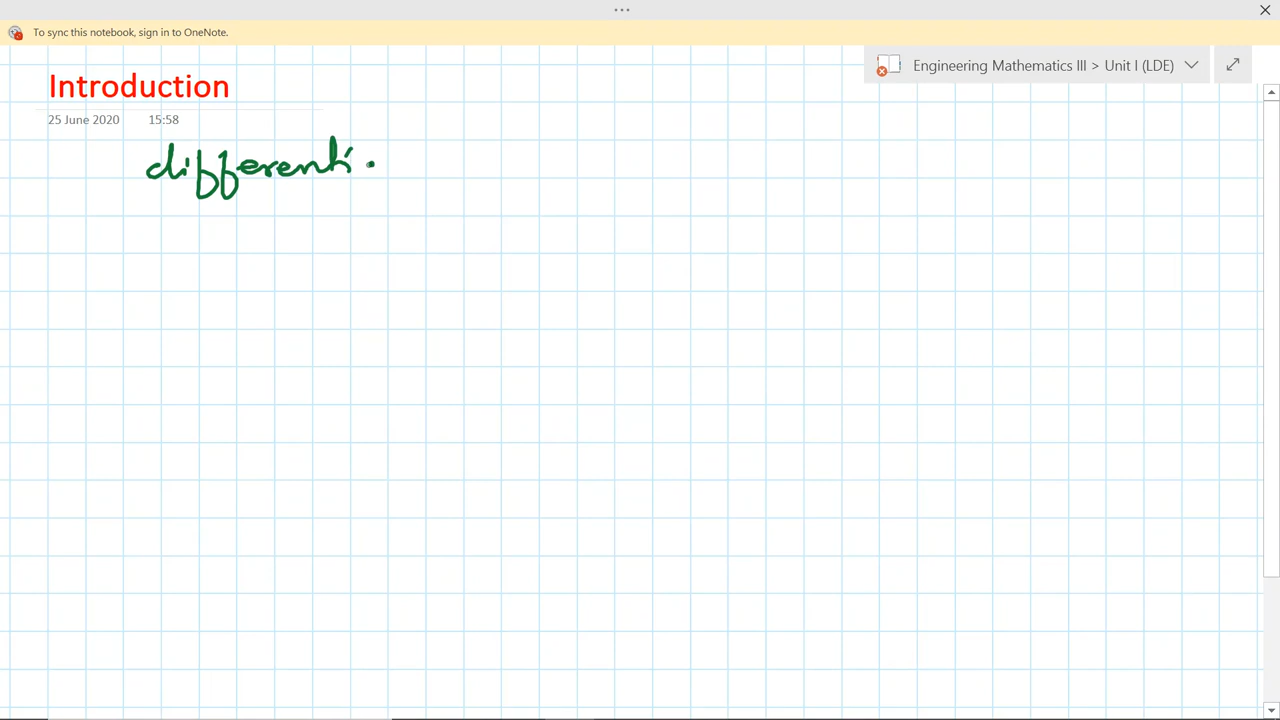 To sync this notebook, sign in to OneNote.
Engineering Mathematics III > Unit I (LDE)
Introduction
25 June 2020 15:58
differenti